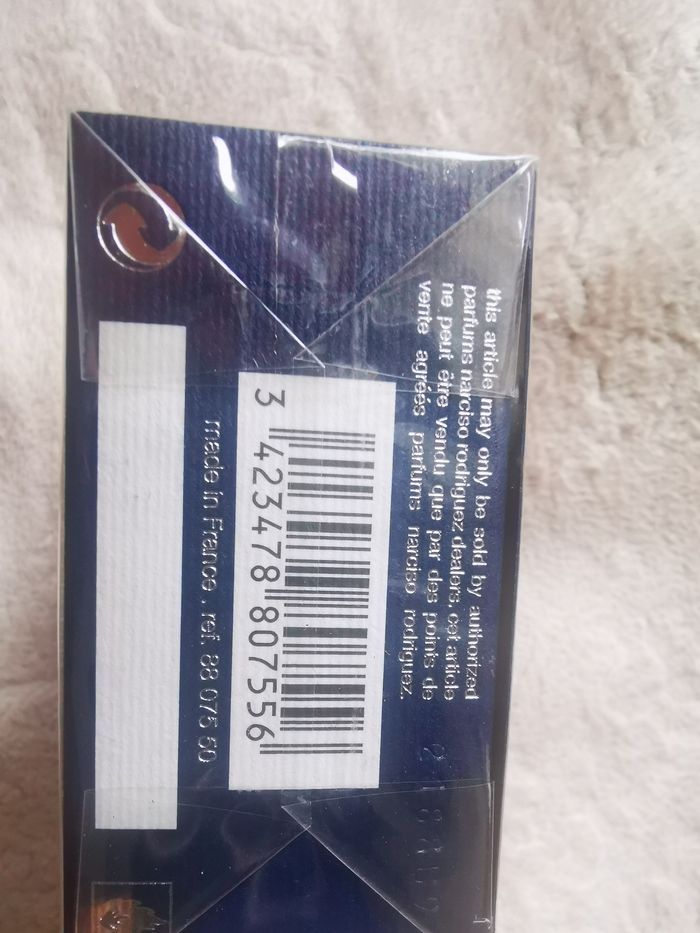 this article may only be sold by authorized
parfums narciso rodriguez dealers. cet article
ne peut être vendu que par des points de
vente agréés parfums narciso rodriguez.
3 423478 807556
made in France . ref. 88 075 50